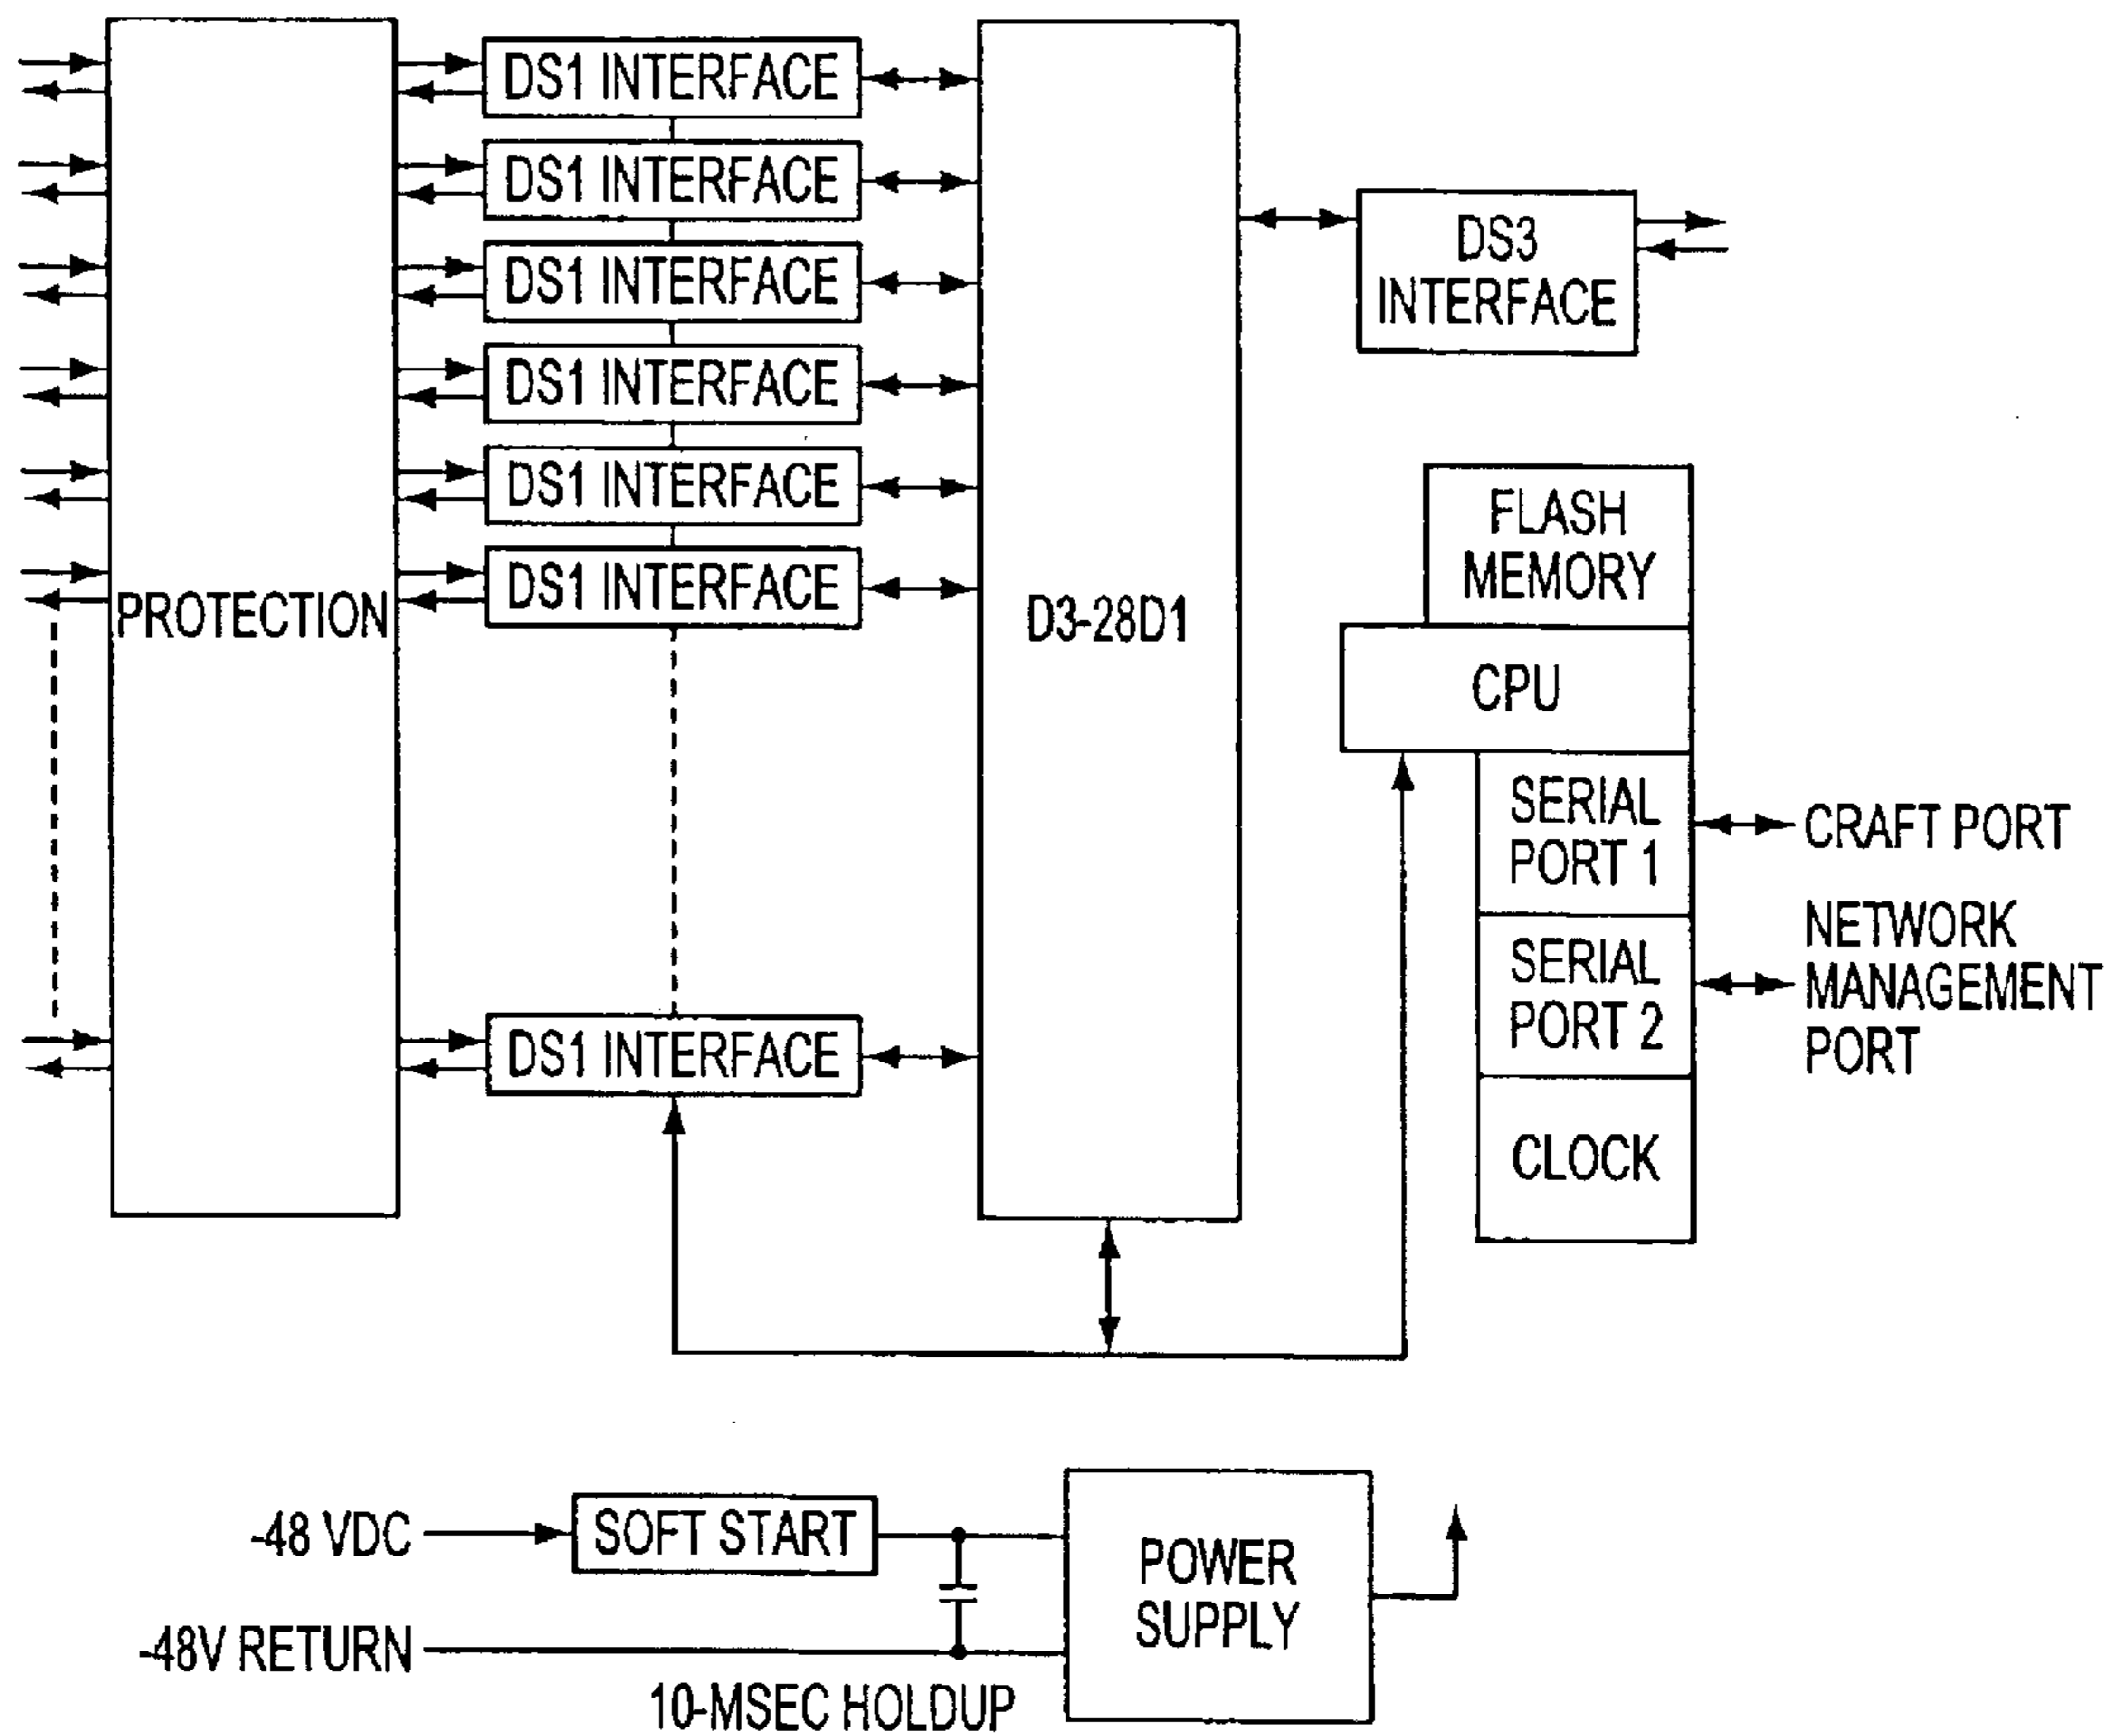 PROTECTION
DS1 INTERFACE
DS1 INTERFACE
DS1 INTERFACE
DS1 INTERFACE
DS1 INTERFACE
DS1 INTERFACE
DS1 INTERFACE
D3-28D1
DS3
INTERFACE
FLASH
MEMORY
CPU
SERIAL
PORT 1
CRAFT PORT
SERIAL
PORT 2
NETWORK
MANAGEMENT
PORT
CLOCK
-48 VDC
SOFT START
-48V RETURN
10-MSEC HOLDUP
POWER
SUPPLY